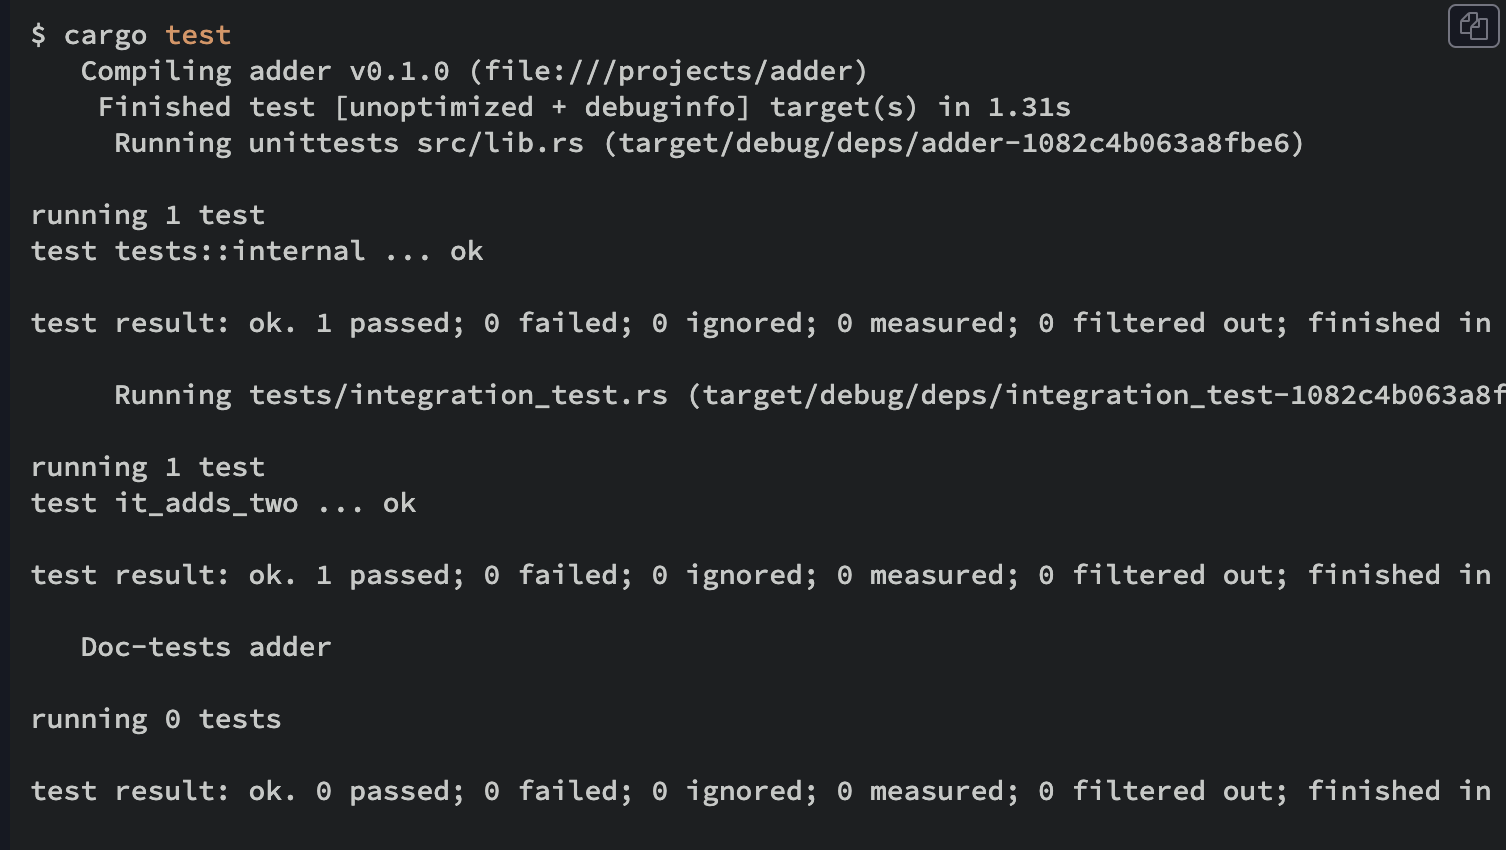 $ cargo test
   Compiling adder v0.1.0 (file:///projects/adder)
    Finished test [unoptimized + debuginfo] target(s) in 1.31s
     Running unittests src/lib.rs (target/debug/deps/adder-1082c4b063a8fbe6)

running 1 test
test tests::internal ... ok

test result: ok. 1 passed; 0 failed; 0 ignored; 0 measured; 0 filtered out; finished in

     Running tests/integration_test.rs (target/debug/deps/integration_test-1082c4b063a8f

running 1 test
test it_adds_two ... ok

test result: ok. 1 passed; 0 failed; 0 ignored; 0 measured; 0 filtered out; finished in

   Doc-tests adder

running 0 tests

test result: ok. 0 passed; 0 failed; 0 ignored; 0 measured; 0 filtered out; finished in